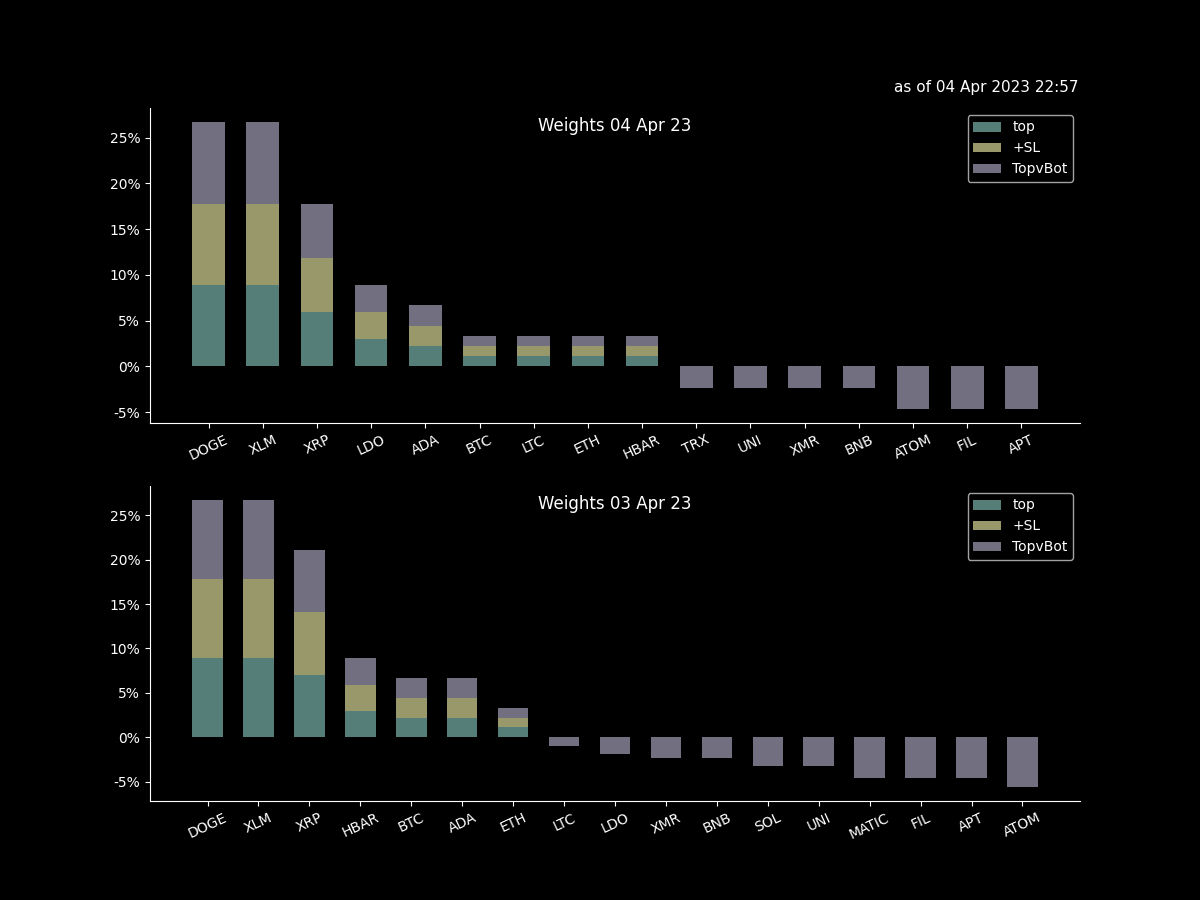 as of 04 Apr 2023 22:57
Weights 04 Apr 23
top
+SL
TopvBot
25%
20%
15%
10%
5%
0%
-5%
DOGE XLM XRP LDO ADA BTC LTC ETH HBAR TRX UNI XMR BNB ATOM FIL APT
Weights 03 Apr 23
top
+SL
TopvBot
25%
20%
15%
10%
5%
0%
-5%
DOGE XLM XRP HBAR BTC ADA ETH LTC LDO XMR BNB SOL UNI MATIC FIL APT ATOM